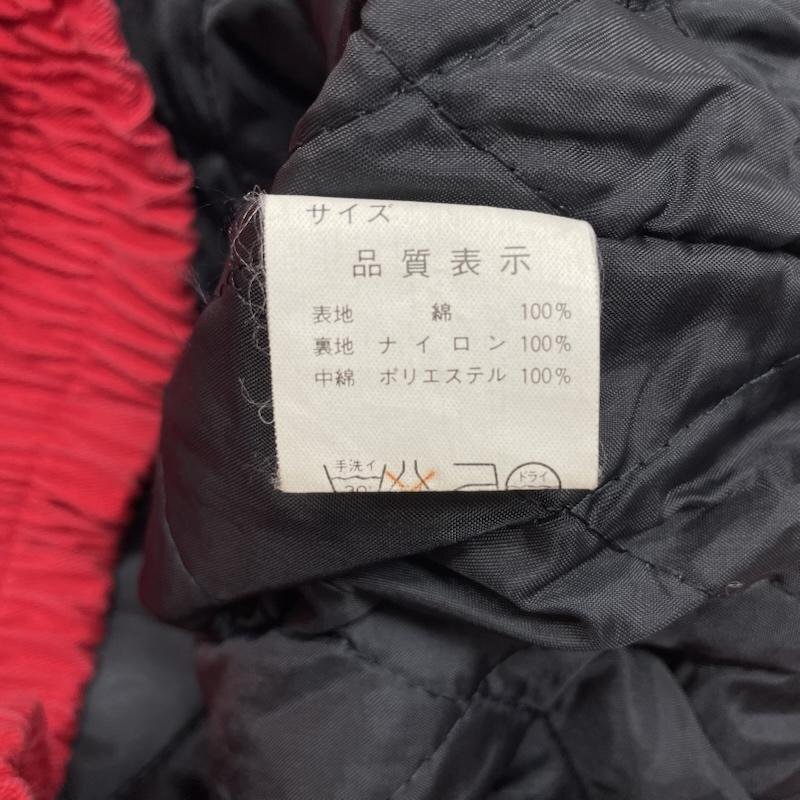 サイズ
品質表示
表地 綿 100%
裏地 ナイロン 100%
中綿 ポリエステル 100%
手洗イ ドライ
30